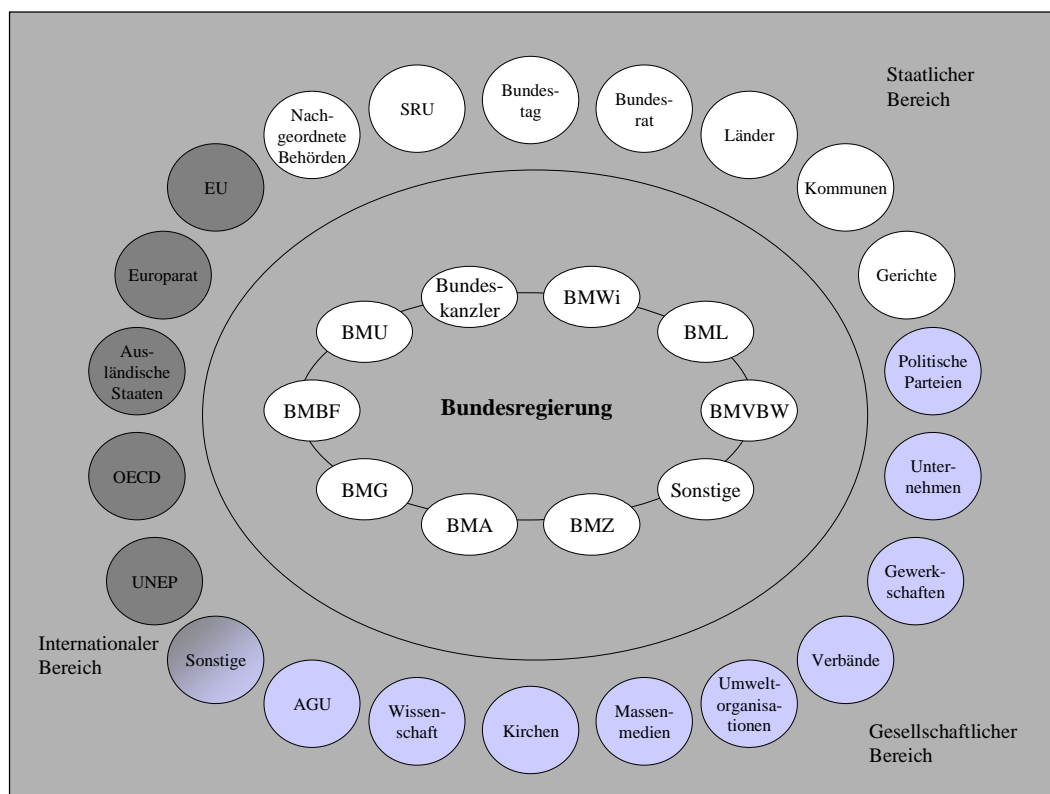 Staatlicher
Bereich
Bundes-
tag
Bundes-
rat
SRU
Nach-
geordnete
Behörden
Länder
Kommunen
EU
Gerichte
Europarat
Politische
Parteien
Aus-
ländische
Staaten
Unter-
nehmen
OECD
Gewerk-
schaften
UNEP
Verbände
Sonstige
Umwelt-
organisa-
tionen
AGU
Massen-
medien
Wissen-
schaft
Kirchen
Bundes-
kanzler
BMWi
BMU
BML
BMBF
Bundesregierung
BMVBW
BMG
Sonstige
BMA
BMZ
Internationaler
Bereich
Gesellschaftlicher
Bereich